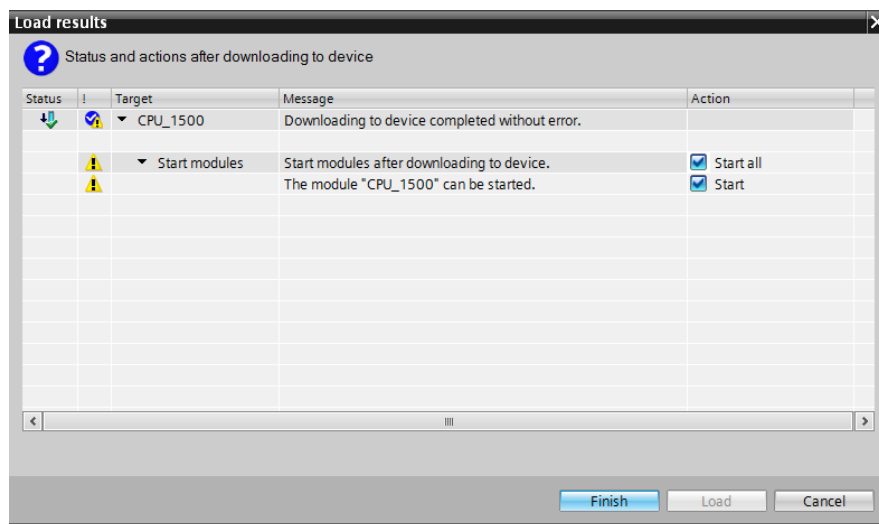 Load results
Status and actions after downloading to device
Status ! Target Message Action
CPU_1500 Downloading to device completed without error.
Start modules Start modules after downloading to device. Start all
The module "CPU_1500" can be started. Start
Finish Load Cancel